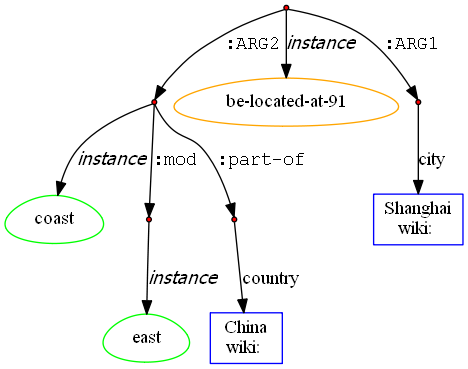 :ARG2 instance :ARG1
be-located-at-91
instance :mod :part-of city
coast
Shanghai
wiki:
instance country
east
China
wiki: